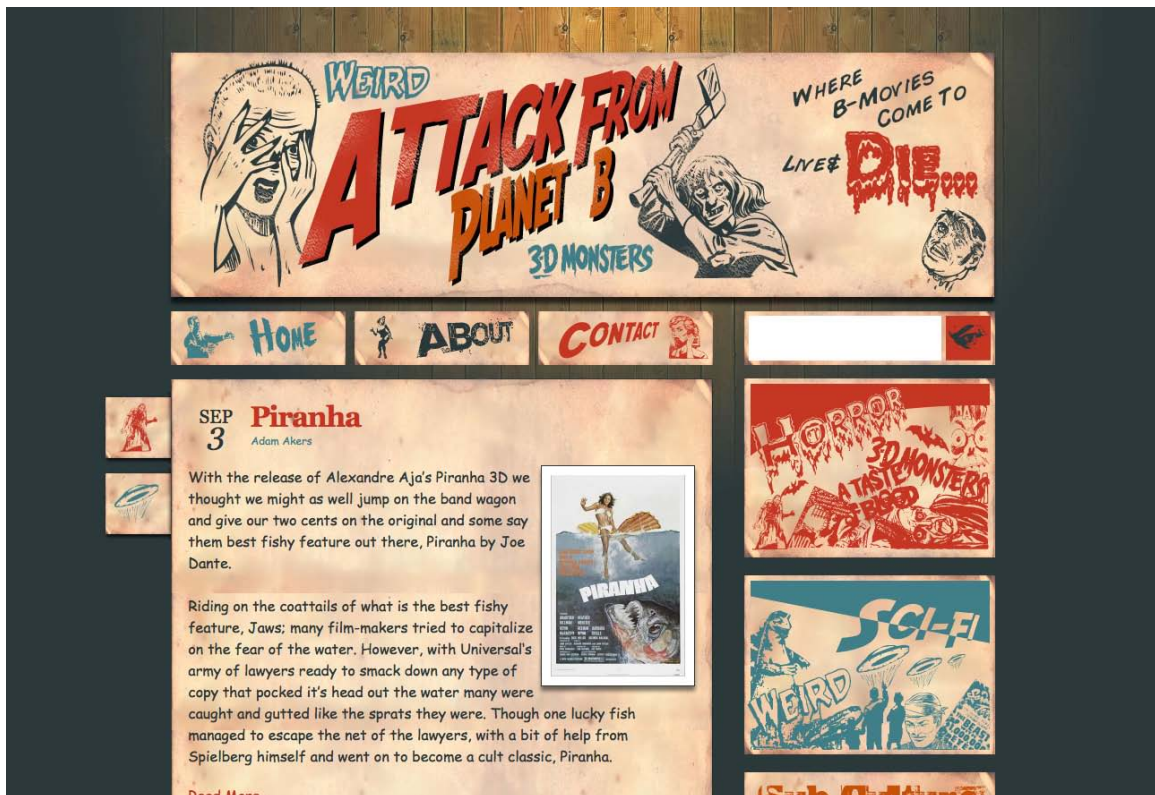 WEIRD
ATTACK FROM
PLANET B
3-D MONSTERS
WHERE
B-MOVIES
COME TO
LIVE &
DIE...
HOME
ABOUT
CONTACT
SEP
3
Piranha
Adam Akers
With the release of Alexandre Aja's Piranha 3D we
thought we might as well jump on the band wagon
and give our two cents on the original and some say
them best fishy feature out there, Piranha by Joe
Dante.
Riding on the coattails of what is the best fishy
feature, Jaws; many film-makers tried to capitalize
on the fear of the water. However, with Universal's
army of lawyers ready to smack down any type of
copy that pocked it's head out the water many were
caught and gutted like the sprats they were. Though one lucky fish
managed to escape the net of the lawyers, with a bit of help from
Spielberg himself and went on to become a cult classic, Piranha.
Read More
PIRANHA
HORROR
3-D MONSTERS
A TASTE
OF BLOOD
SCI-FI
WEIRD
Sub Culture